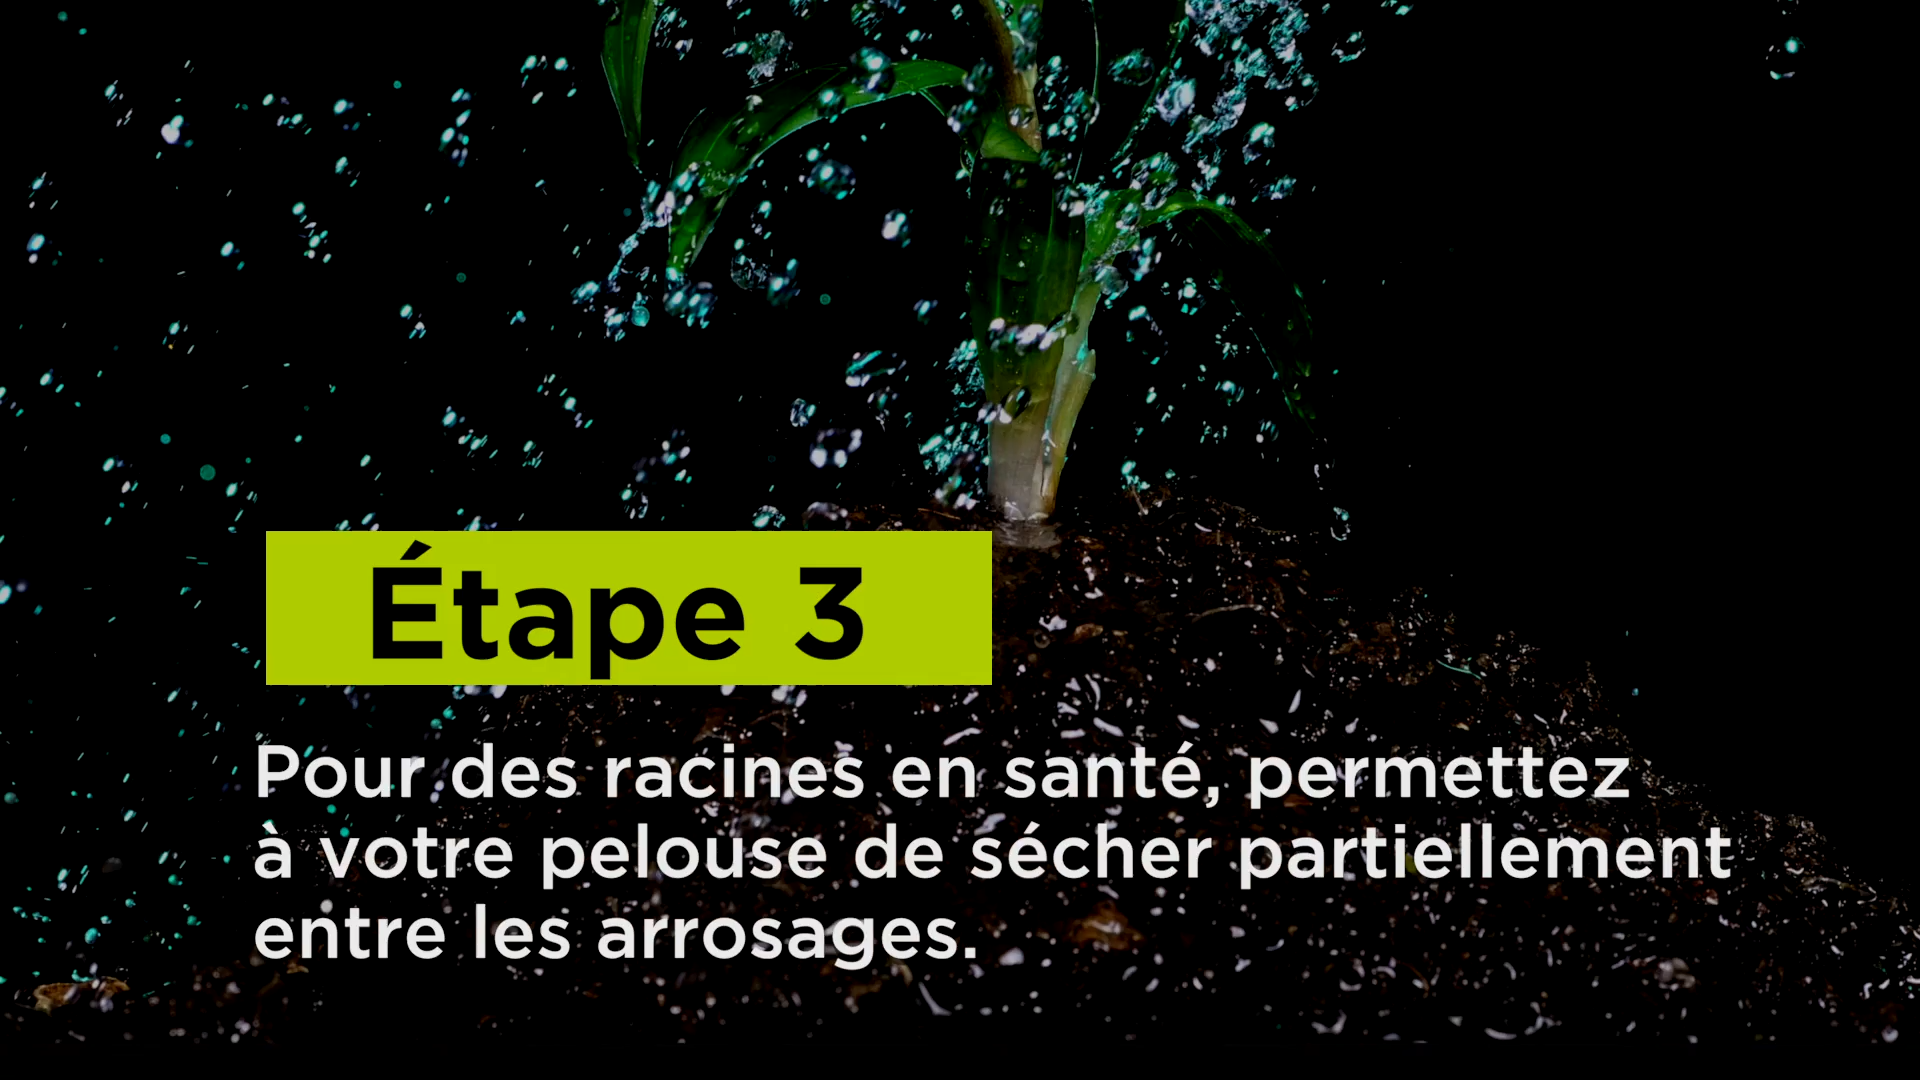 Étape 3
Pour des racines en santé, permettez
à votre pelouse de sécher partiellement
entre les arrosages.